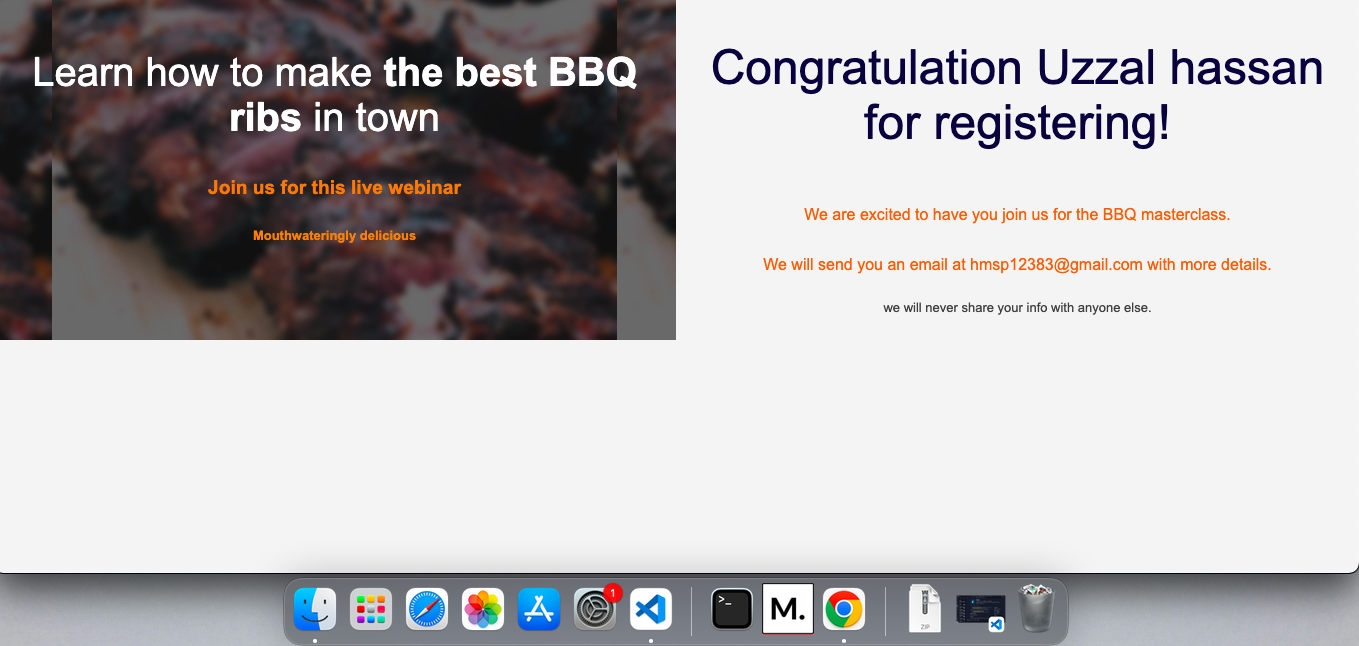 Learn how to make the best BBQ
ribs in town
Join us for this live webinar
Mouthwateringly delicious
Congratulation Uzzal hassan
for registering!
We are excited to have you join us for the BBQ masterclass.
We will send you an email at hmsp12383@gmail.com with more details.
we will never share your info with anyone else.
1
>_
M.
ZIP